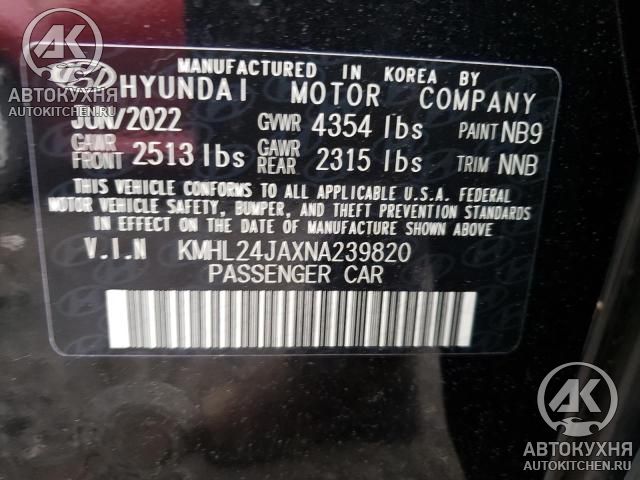 MANUFACTURED IN KOREA BY
HYUNDAI MOTOR COMPANY
JUN/2022 GVWR 4354 lbs PAINT NB9
GAWR FRONT 2513 lbs GAWR REAR 2315 lbs TRIM NNB
THIS VEHICLE CONFORMS TO ALL APPLICABLE U.S.A. FEDERAL
MOTOR VEHICLE SAFETY, BUMPER, AND THEFT PREVENTION STANDARDS
IN EFFECT ON THE DATE OF MANUFACTURE SHOWN ABOVE.
V.I.N KMHL24JAXNA239820
PASSENGER CAR
АК
АВТОКУХНЯ
AUTOKITCHEN.RU
АК
АВТОКУХНЯ
AUTOKITCHEN.RU